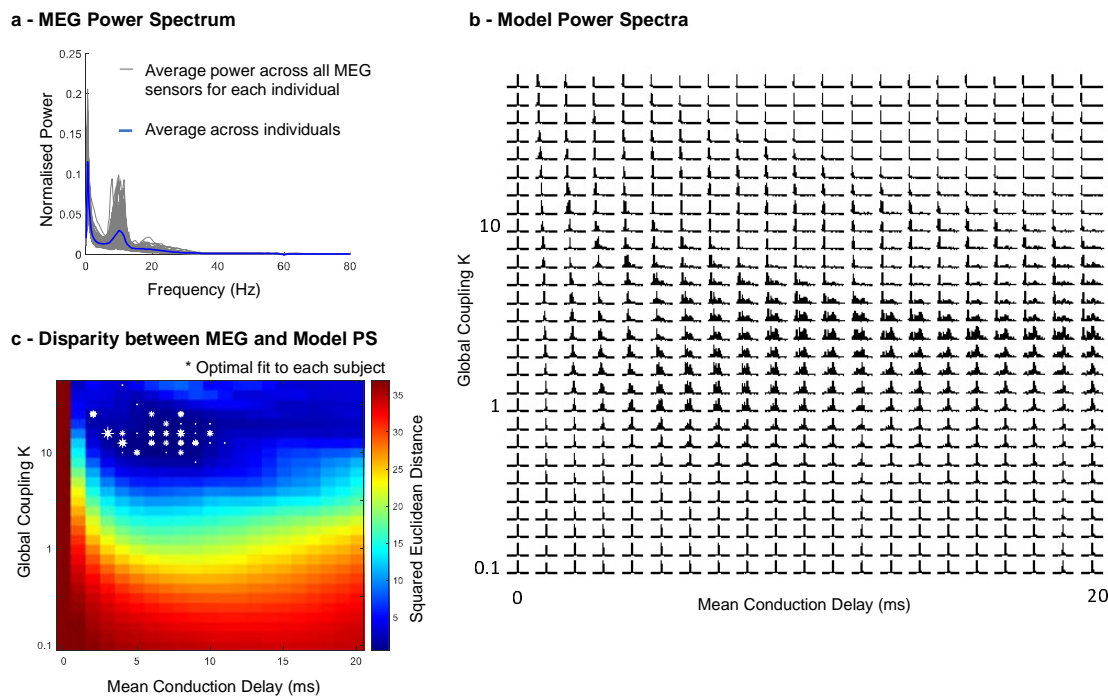 a - MEG Power Spectrum
0.25
0.2
0.15
0.1
0.05
0
Normalised Power
Average power across all MEG
sensors for each individual
Average across individuals
0 20 40 60 80
Frequency (Hz)
b - Model Power Spectra
10
1
0.1
Global Coupling K
0 20
Mean Conduction Delay (ms)
c - Disparity between MEG and Model PS
* Optimal fit to each subject
10
1
0.1
Global Coupling K
0 5 10 15 20
Mean Conduction Delay (ms)
35
30
25
20
15
10
5
Squared Euclidean Distance